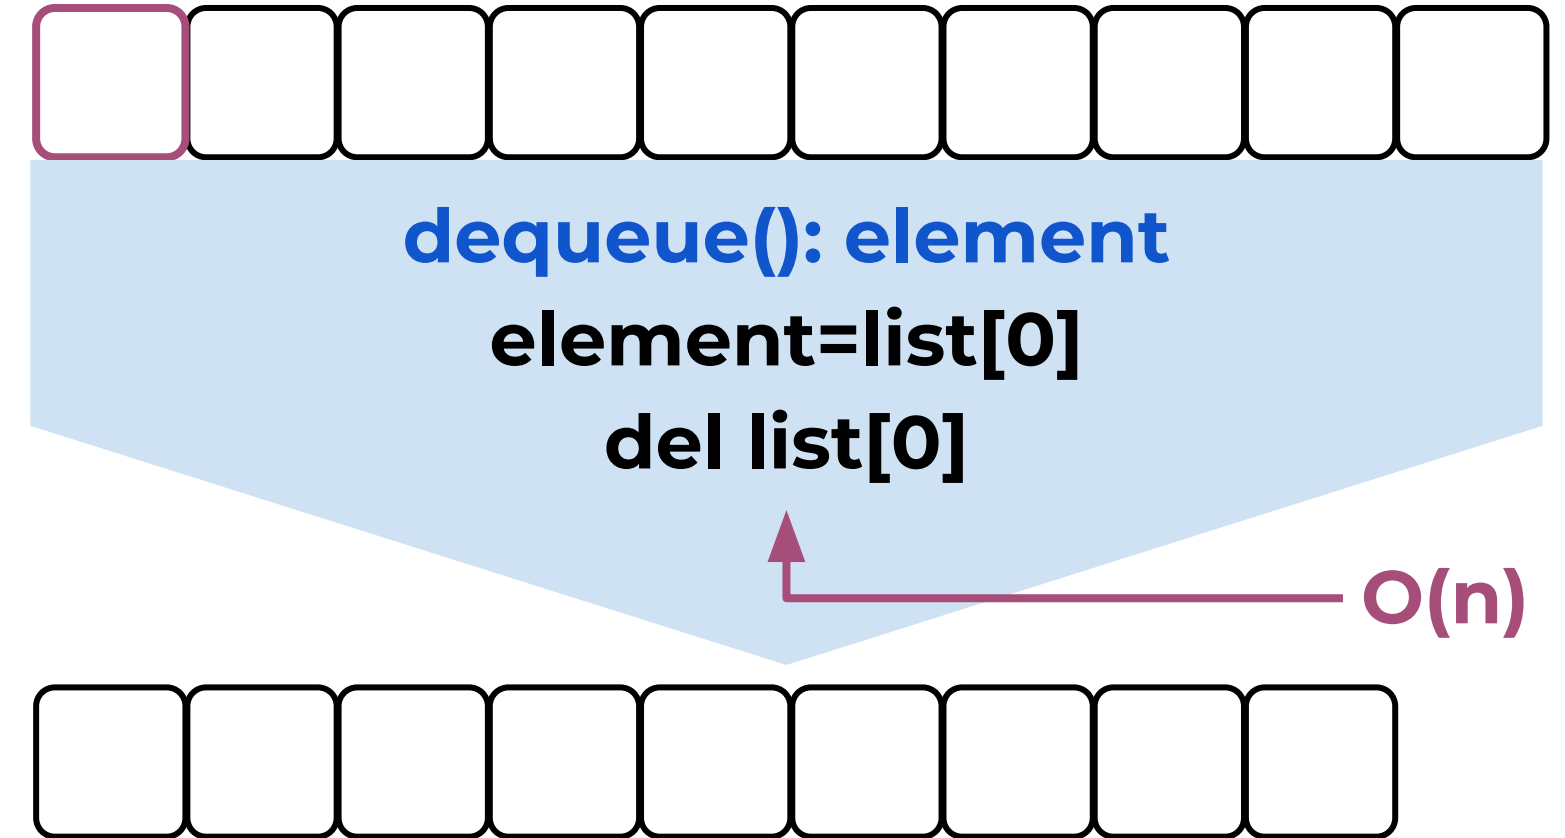 dequeue(): element
element=list[0]
del list[0]
O(n)